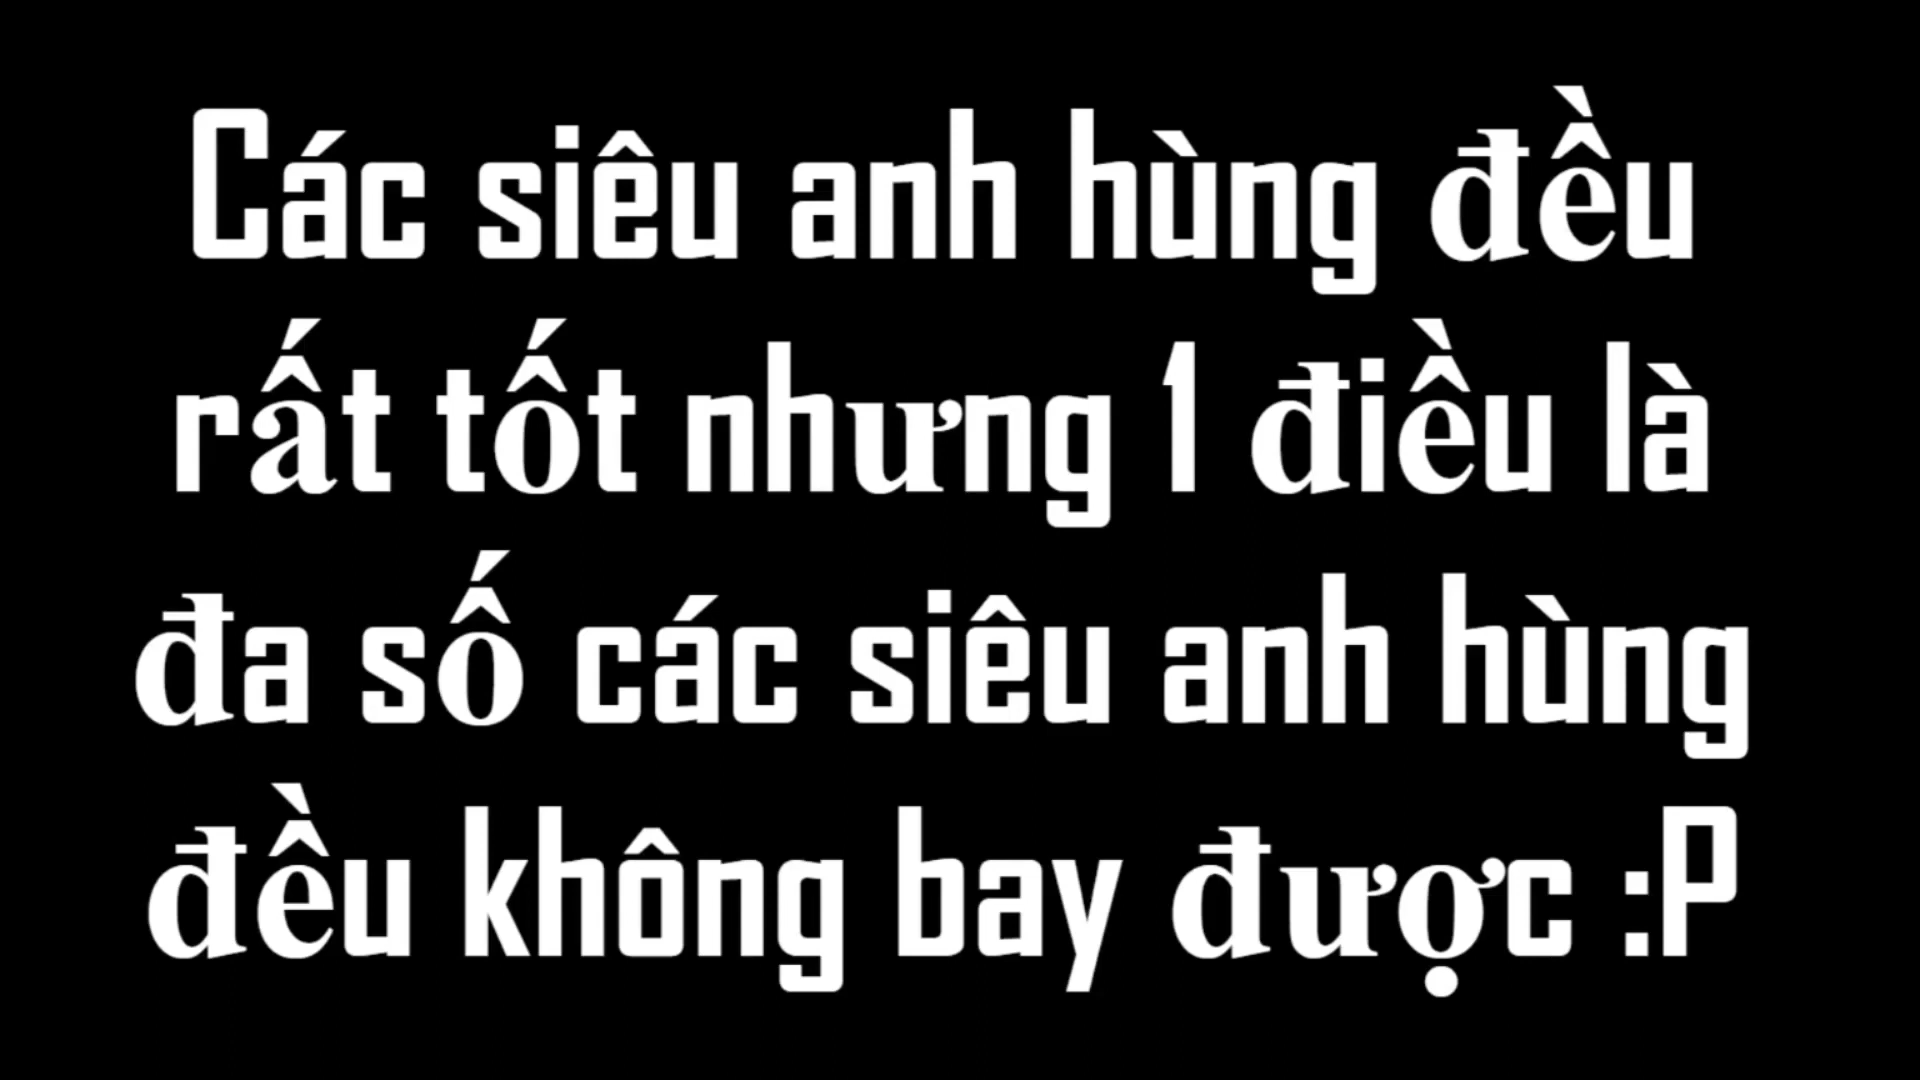 Các siêu anh hùng đều
rất tốt nhưng 1 điều là
đa số các siêu anh hùng
đều không bay được :P